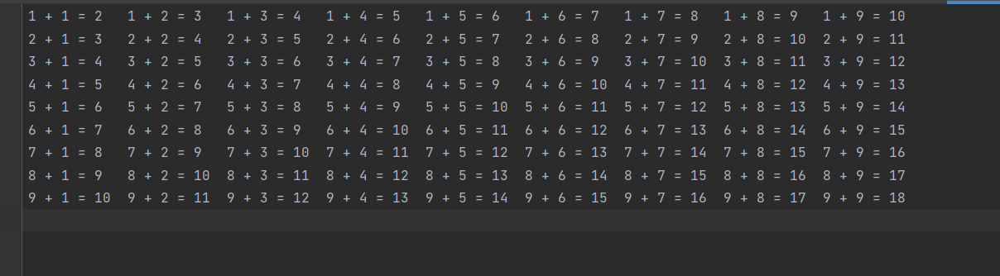 1 + 1 = 2   1 + 2 = 3   1 + 3 = 4   1 + 4 = 5   1 + 5 = 6   1 + 6 = 7   1 + 7 = 8   1 + 8 = 9   1 + 9 = 10
2 + 1 = 3   2 + 2 = 4   2 + 3 = 5   2 + 4 = 6   2 + 5 = 7   2 + 6 = 8   2 + 7 = 9   2 + 8 = 10  2 + 9 = 11
3 + 1 = 4   3 + 2 = 5   3 + 3 = 6   3 + 4 = 7   3 + 5 = 8   3 + 6 = 9   3 + 7 = 10  3 + 8 = 11  3 + 9 = 12
4 + 1 = 5   4 + 2 = 6   4 + 3 = 7   4 + 4 = 8   4 + 5 = 9   4 + 6 = 10  4 + 7 = 11  4 + 8 = 12  4 + 9 = 13
5 + 1 = 6   5 + 2 = 7   5 + 3 = 8   5 + 4 = 9   5 + 5 = 10  5 + 6 = 11  5 + 7 = 12  5 + 8 = 13  5 + 9 = 14
6 + 1 = 7   6 + 2 = 8   6 + 3 = 9   6 + 4 = 10  6 + 5 = 11  6 + 6 = 12  6 + 7 = 13  6 + 8 = 14  6 + 9 = 15
7 + 1 = 8   7 + 2 = 9   7 + 3 = 10  7 + 4 = 11  7 + 5 = 12  7 + 6 = 13  7 + 7 = 14  7 + 8 = 15  7 + 9 = 16
8 + 1 = 9   8 + 2 = 10  8 + 3 = 11  8 + 4 = 12  8 + 5 = 13  8 + 6 = 14  8 + 7 = 15  8 + 8 = 16  8 + 9 = 17
9 + 1 = 10  9 + 2 = 11  9 + 3 = 12  9 + 4 = 13  9 + 5 = 14  9 + 6 = 15  9 + 7 = 16  9 + 8 = 17  9 + 9 = 18